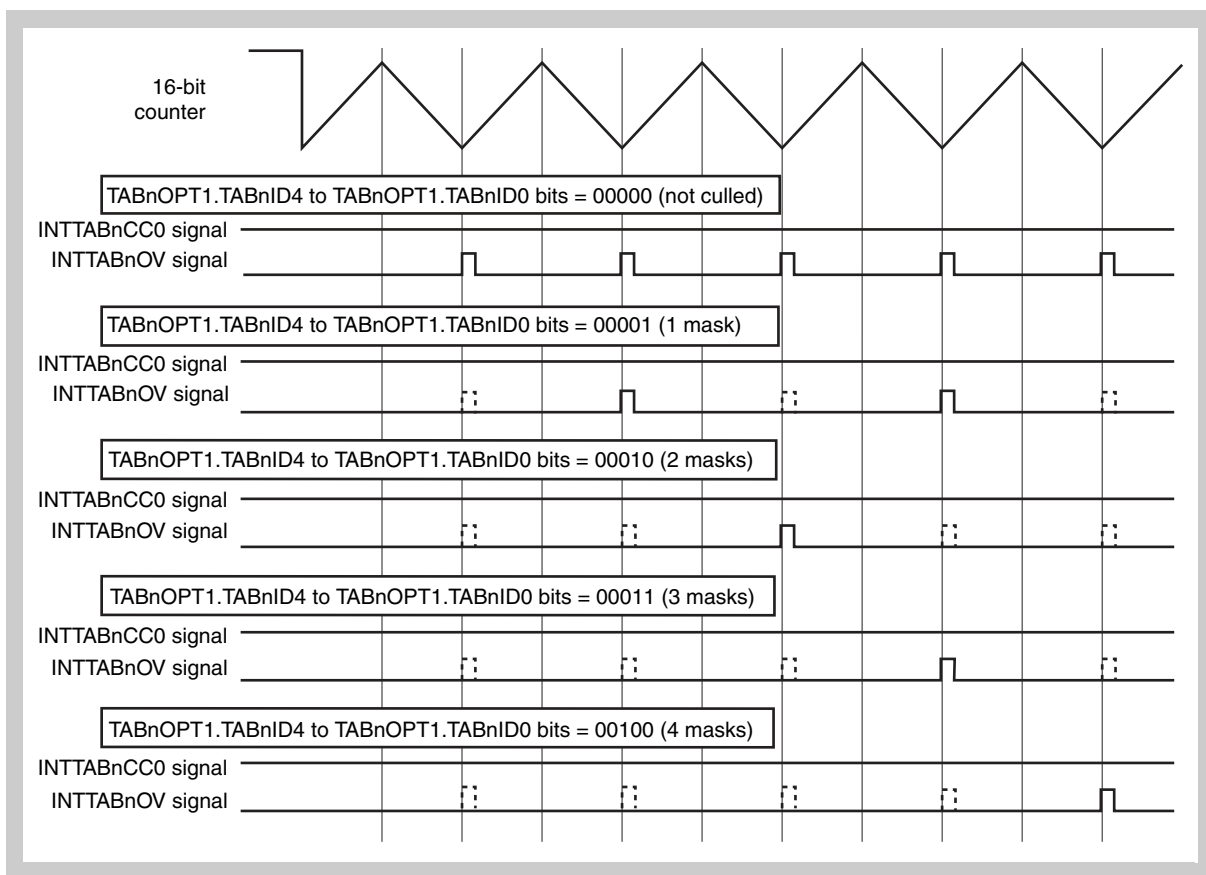 16-bit
counter
TABnOPT1.TABnID4 to TABnOPT1.TABnID0 bits = 00000 (not culled)
INTTABnCC0 signal
INTTABnOV signal
TABnOPT1.TABnID4 to TABnOPT1.TABnID0 bits = 00001 (1 mask)
INTTABnCC0 signal
INTTABnOV signal
TABnOPT1.TABnID4 to TABnOPT1.TABnID0 bits = 00010 (2 masks)
INTTABnCC0 signal
INTTABnOV signal
TABnOPT1.TABnID4 to TABnOPT1.TABnID0 bits = 00011 (3 masks)
INTTABnCC0 signal
INTTABnOV signal
TABnOPT1.TABnID4 to TABnOPT1.TABnID0 bits = 00100 (4 masks)
INTTABnCC0 signal
INTTABnOV signal